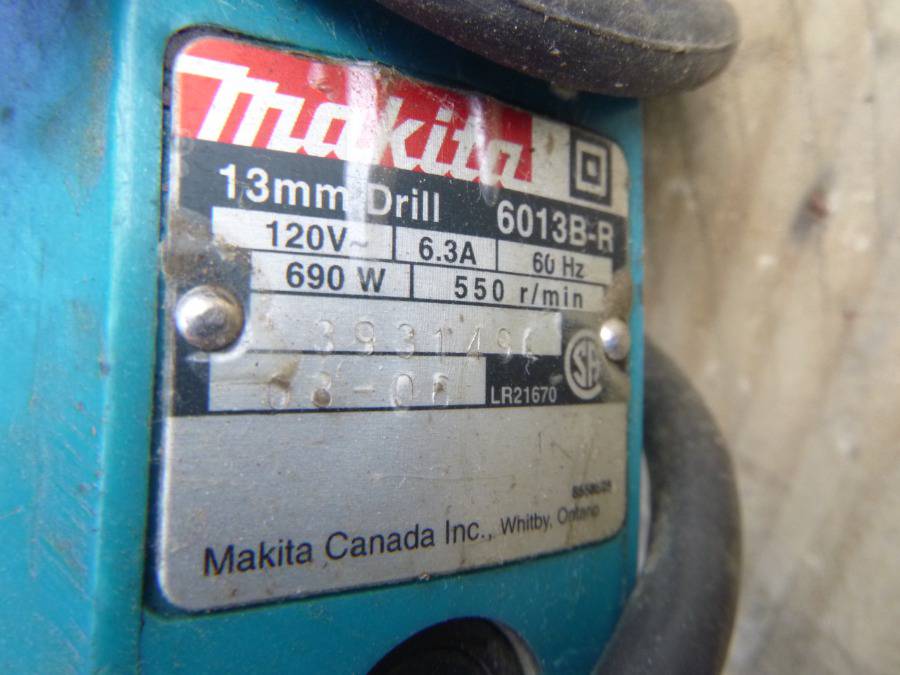 makita
13mm Drill 6013B-R
120V~ 6.3A 60 Hz
690 W 550 r/min
LR21670
Makita Canada Inc., Whitby, Ontario